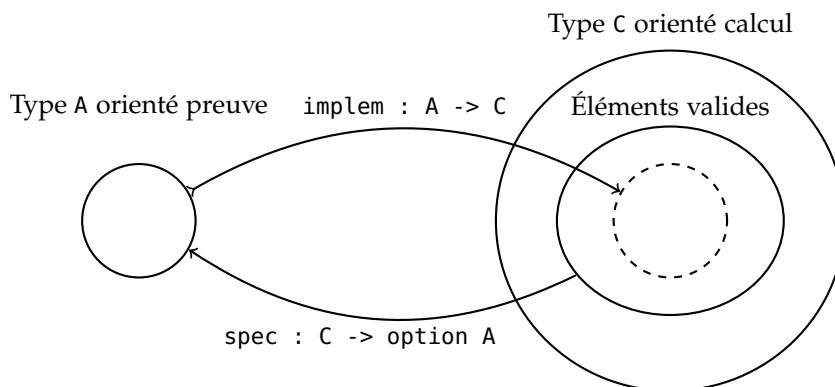 Type C orienté calcul
Type A orienté preuve
implem : A -> C
Éléments valides
spec : C -> option A